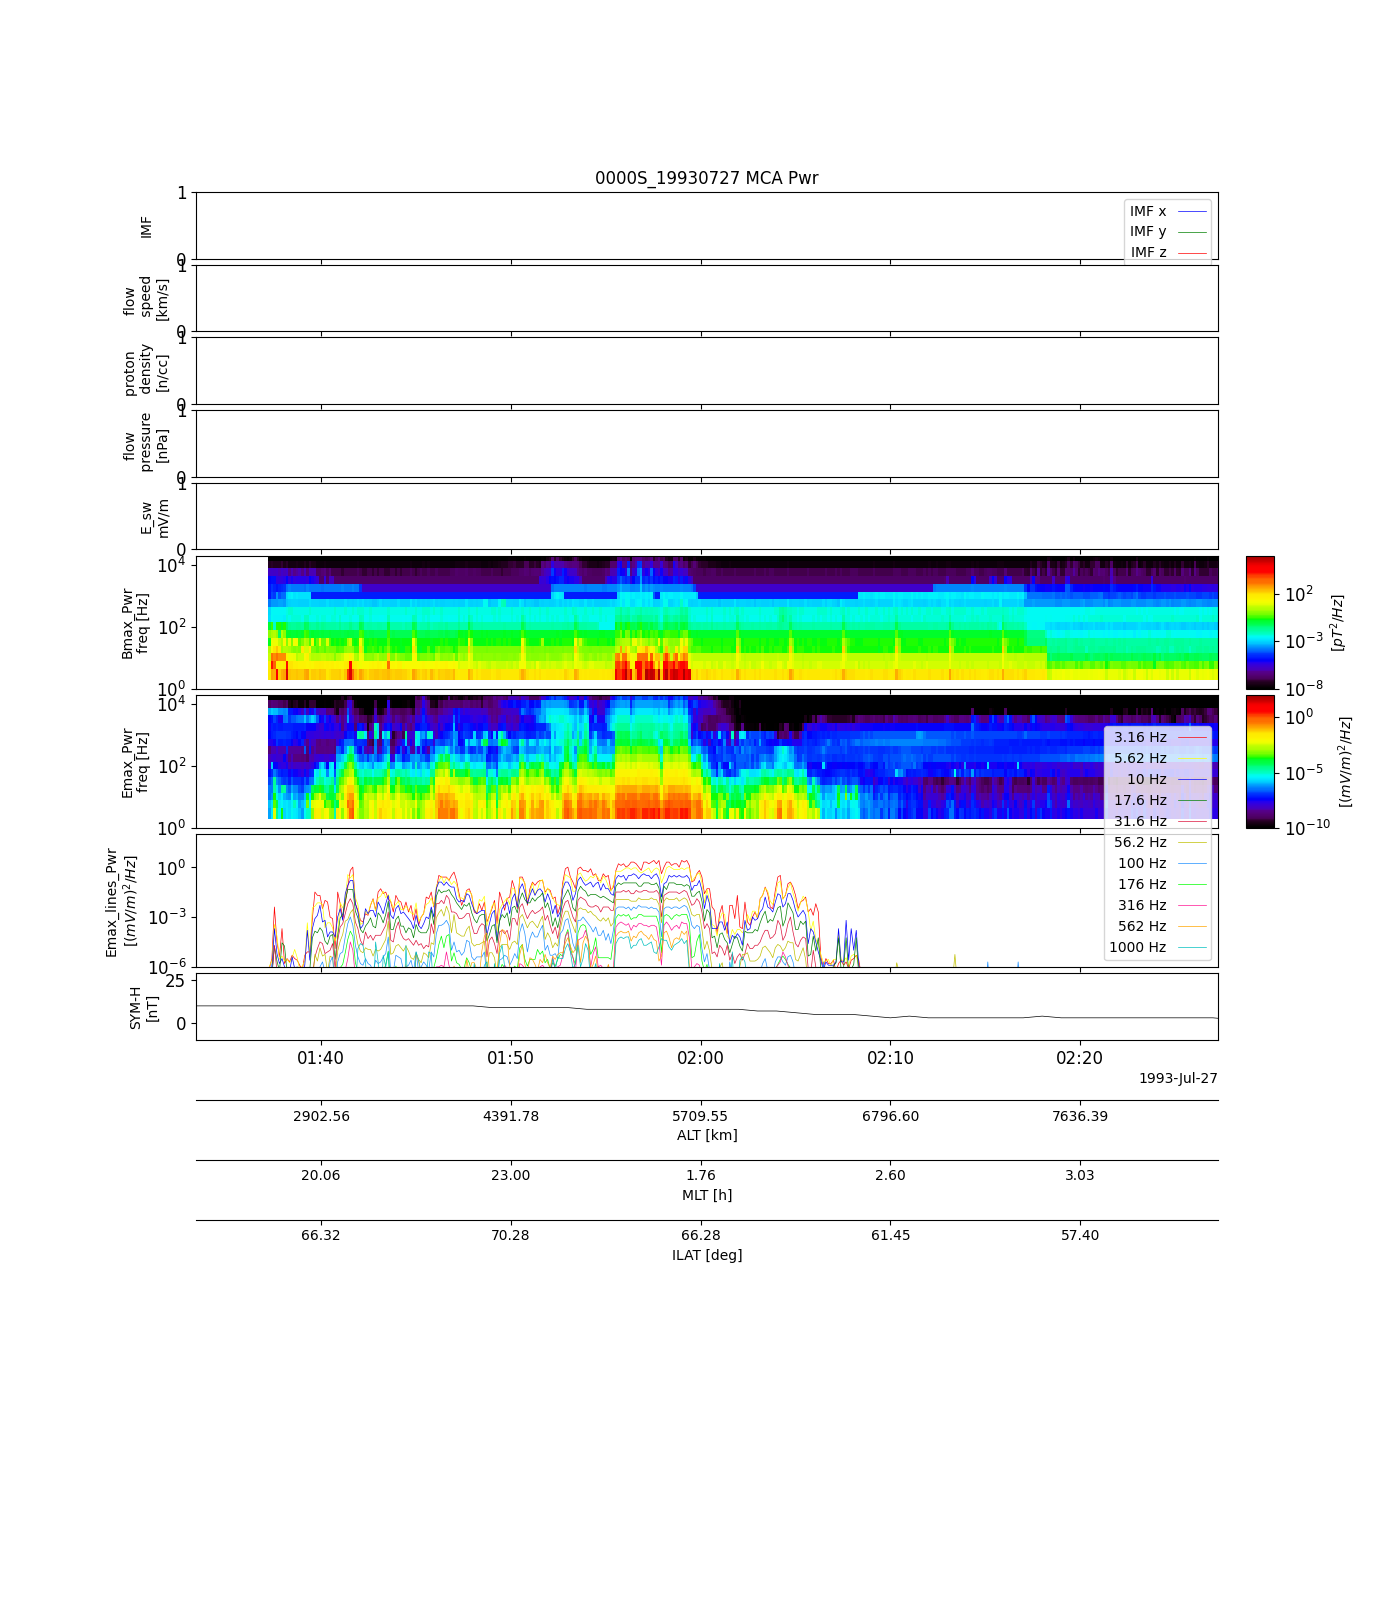 0000S_19930727 MCA Pwr
1
0
IMF
IMF x
IMF y
IMF z
1
0
flow
speed
[km/s]
1
0
proton
density
[n/cc]
1
0
flow
pressure
[nPa]
1
0
E_sw
mV/m
10^4
10^2
10^0
Bmax_Pwr
freq [Hz]
10^2
10^-3
10^-8
[pT^2/Hz]
10^4
10^2
10^0
Emax_Pwr
freq [Hz]
10^0
10^-5
10^-10
[(mV/m)^2/Hz]
3.16 Hz
5.62 Hz
10 Hz
17.6 Hz
31.6 Hz
56.2 Hz
100 Hz
176 Hz
316 Hz
562 Hz
1000 Hz
10^0
10^-3
10^-6
Emax_lines_Pwr
[(mV/m)^2/Hz]
25
0
SYM-H
[nT]
01:40 01:50 02:00 02:10 02:20
1993-Jul-27
2902.56 4391.78 5709.55 6796.60 7636.39
ALT [km]
20.06 23.00 1.76 2.60 3.03
MLT [h]
66.32 70.28 66.28 61.45 57.40
ILAT [deg]